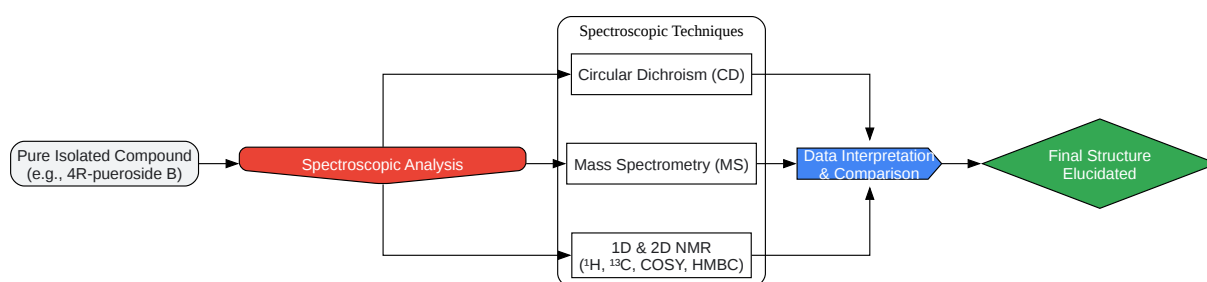 Spectroscopic Techniques
Circular Dichroism (CD)
Pure Isolated Compound
(e.g., 4R-pueroside B)
Spectroscopic Analysis
Mass Spectrometry (MS)
Data Interpretation
& Comparison
Final Structure
Elucidated
1D & 2D NMR
(¹H, ¹³C, COSY, HMBC)